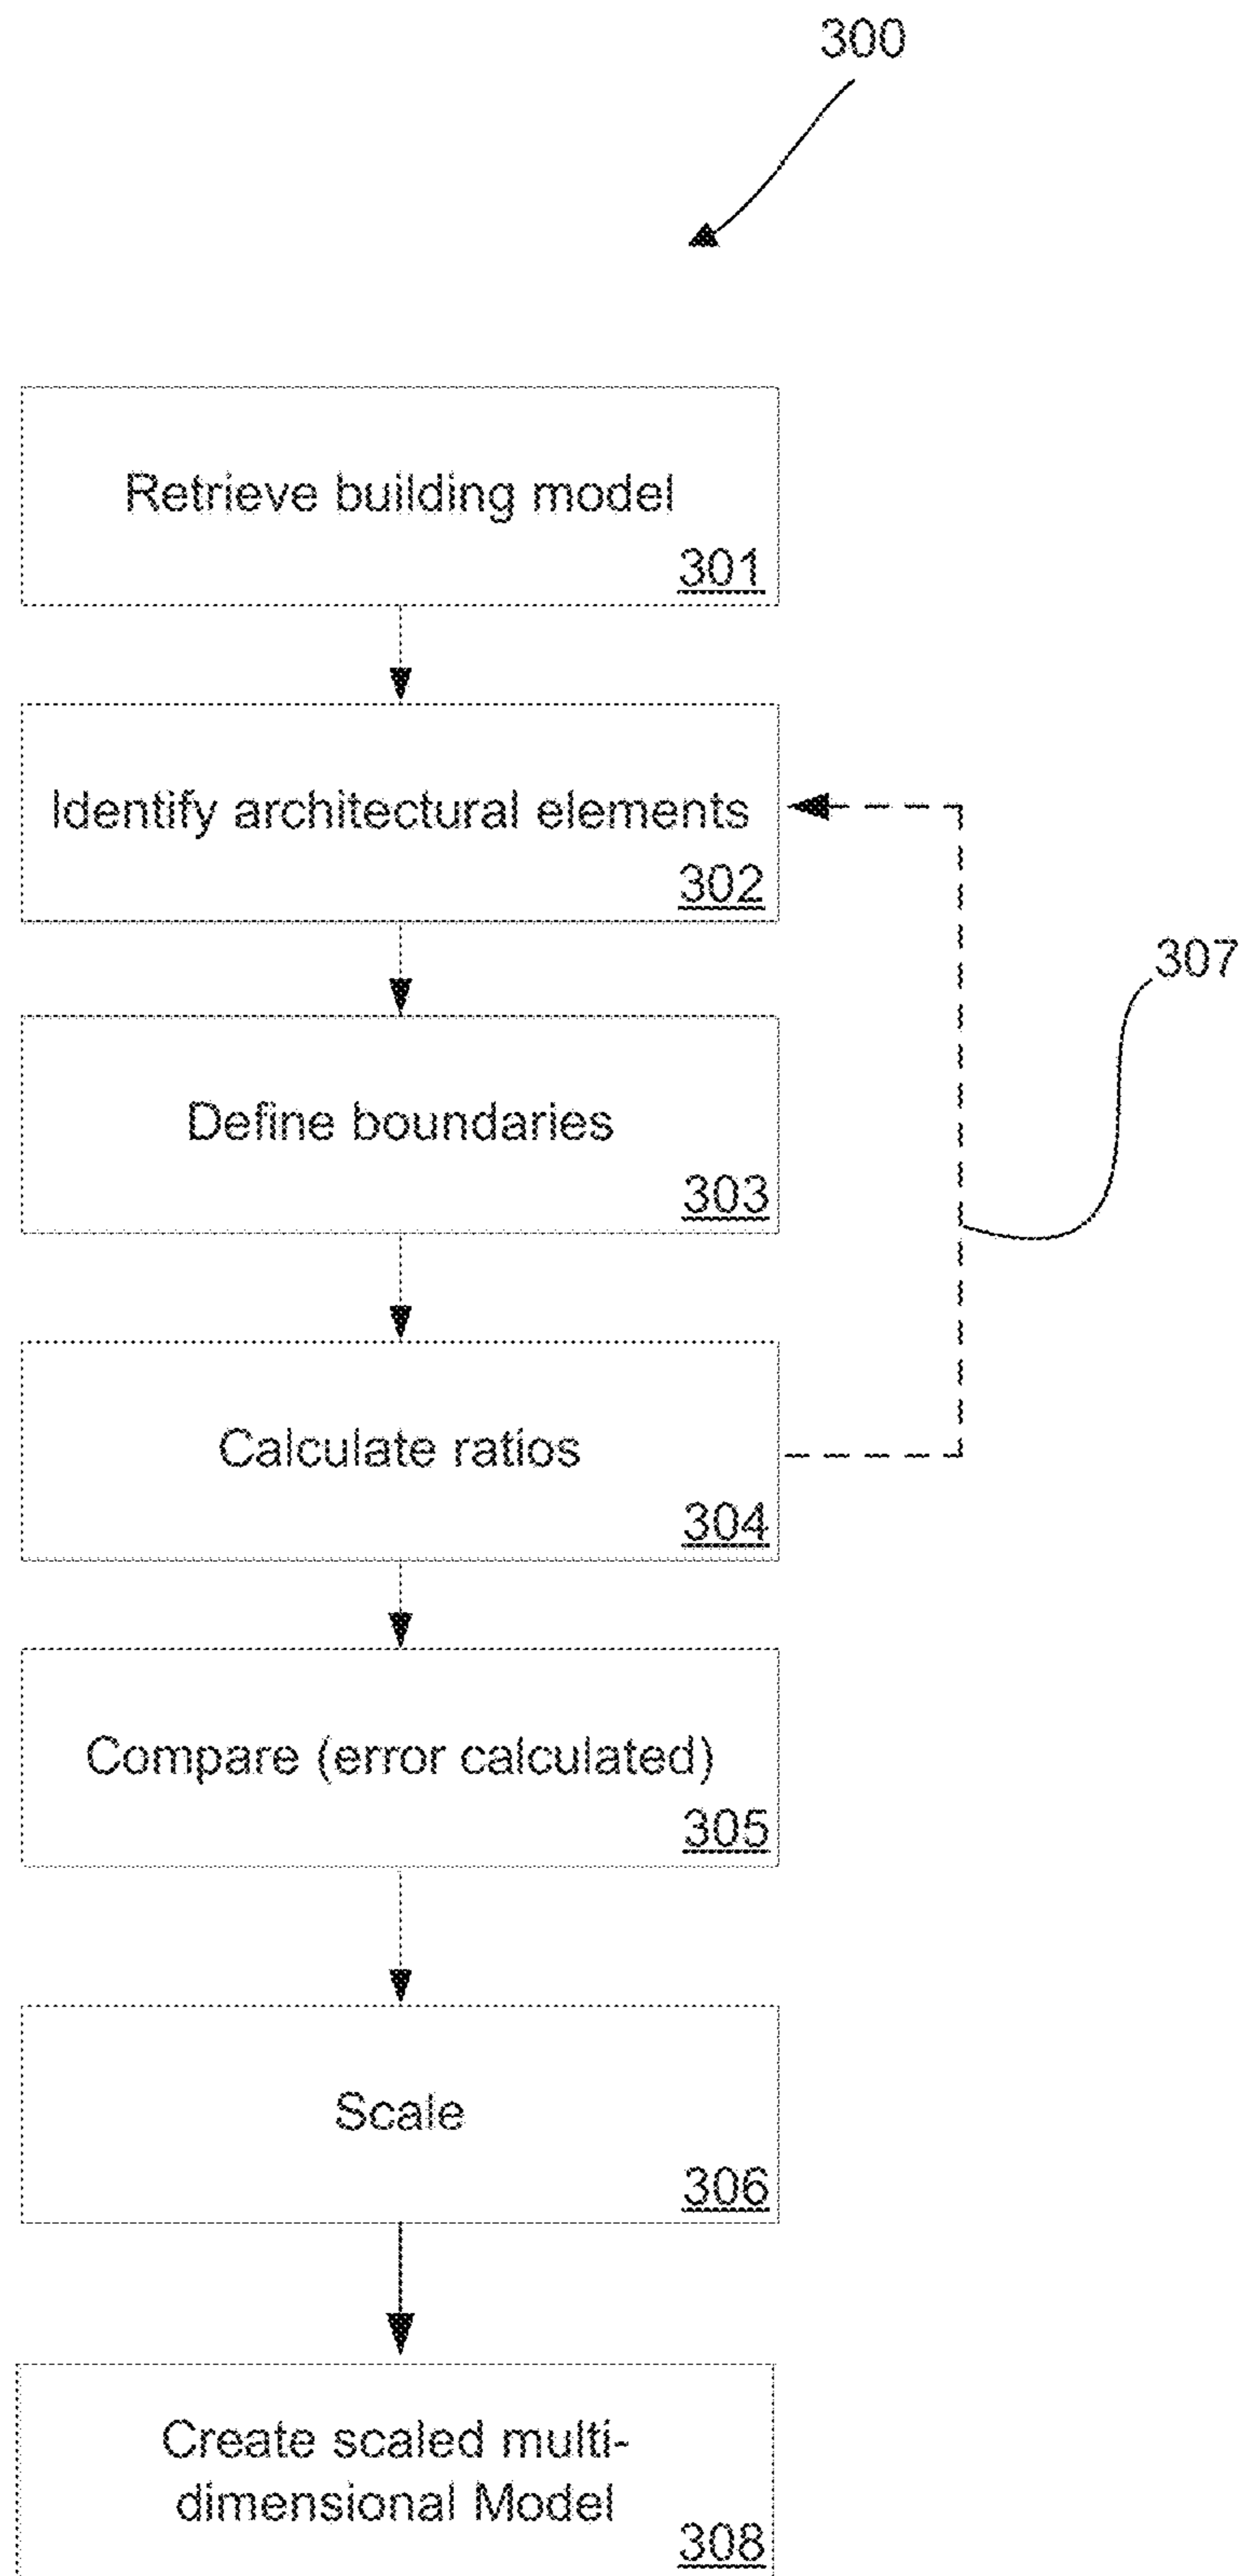 300
Retrieve building model
301
Identify architectural elements
302
307
Define boundaries
303
Calculate ratios
304
Compare (error calculated)
305
Scale
306
Create scaled multi-
dimensional Model
308